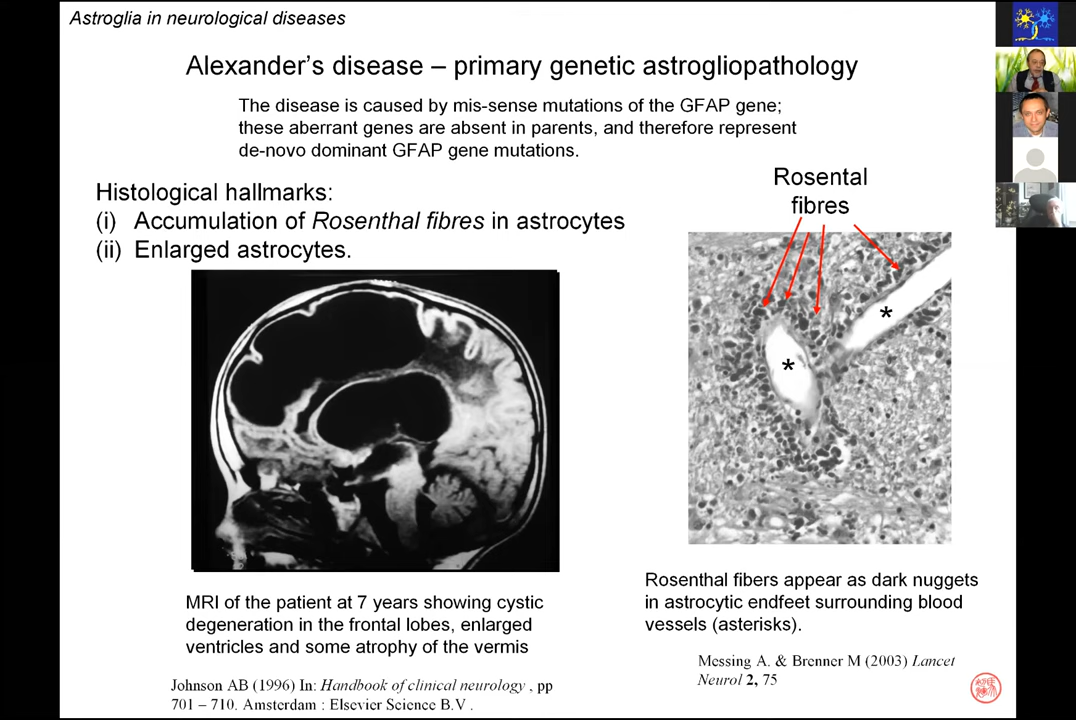 Astroglia in neurological diseases
Alexander's disease – primary genetic astrogliopathology
The disease is caused by mis-sense mutations of the GFAP gene;
these aberrant genes are absent in parents, and therefore represent
de-novo dominant GFAP gene mutations.
Histological hallmarks:
(i) Accumulation of Rosenthal fibres in astrocytes
(ii) Enlarged astrocytes.
Rosental
fibres
*
*
MRI of the patient at 7 years showing cystic
degeneration in the frontal lobes, enlarged
ventricles and some atrophy of the vermis
Johnson AB (1996) In: Handbook of clinical neurology , pp
701 – 710. Amsterdam : Elsevier Science B.V .
Rosenthal fibers appear as dark nuggets
in astrocytic endfeet surrounding blood
vessels (asterisks).
Messing A. & Brenner M (2003) Lancet
Neurol 2, 75